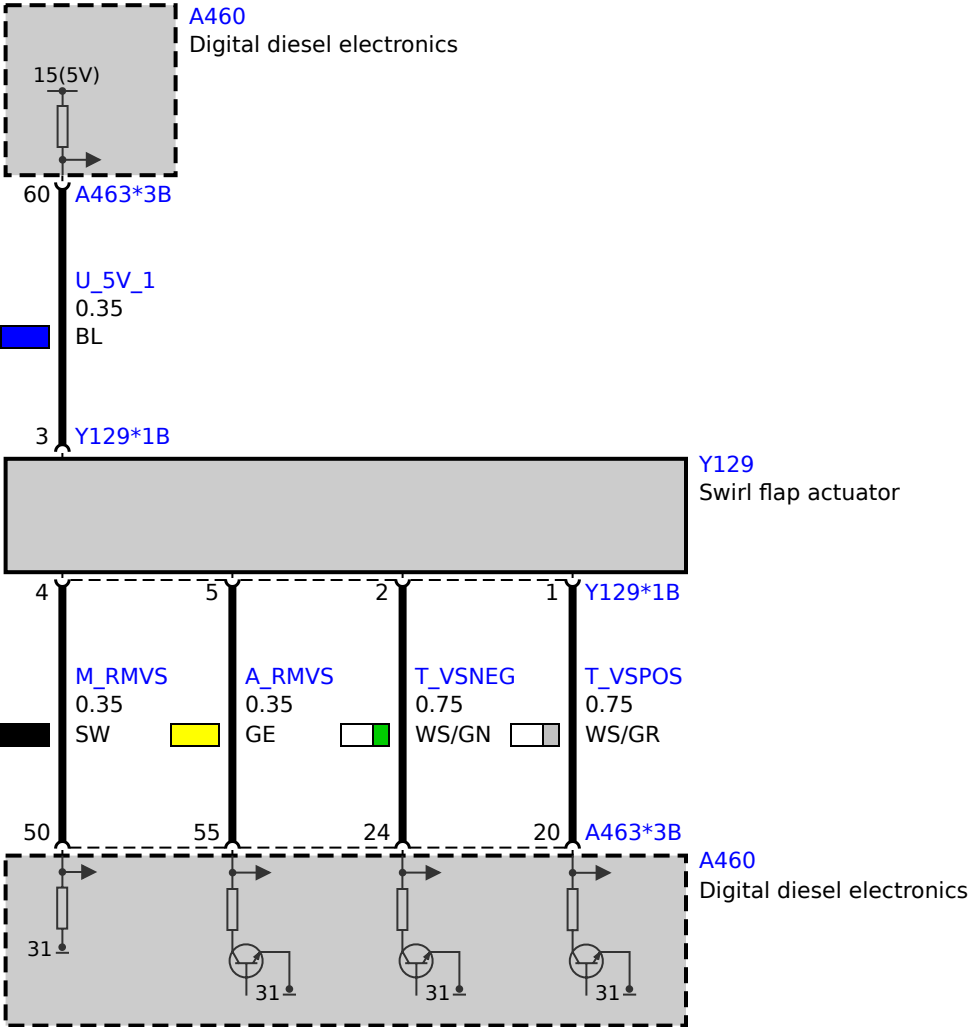 A460
Digital diesel electronics
15(5V)
60 A463*3B
U_5V_1
0.35
BL
3 Y129*1B
Y129
Swirl flap actuator
4 5 2 1 Y129*1B
M_RMVS A_RMVS T_VSNEG T_VSPOS
0.35 0.35 0.75 0.75
SW GE WS/GN WS/GR
50 55 24 20 A463*3B
A460
Digital diesel electronics
31
31 31 31